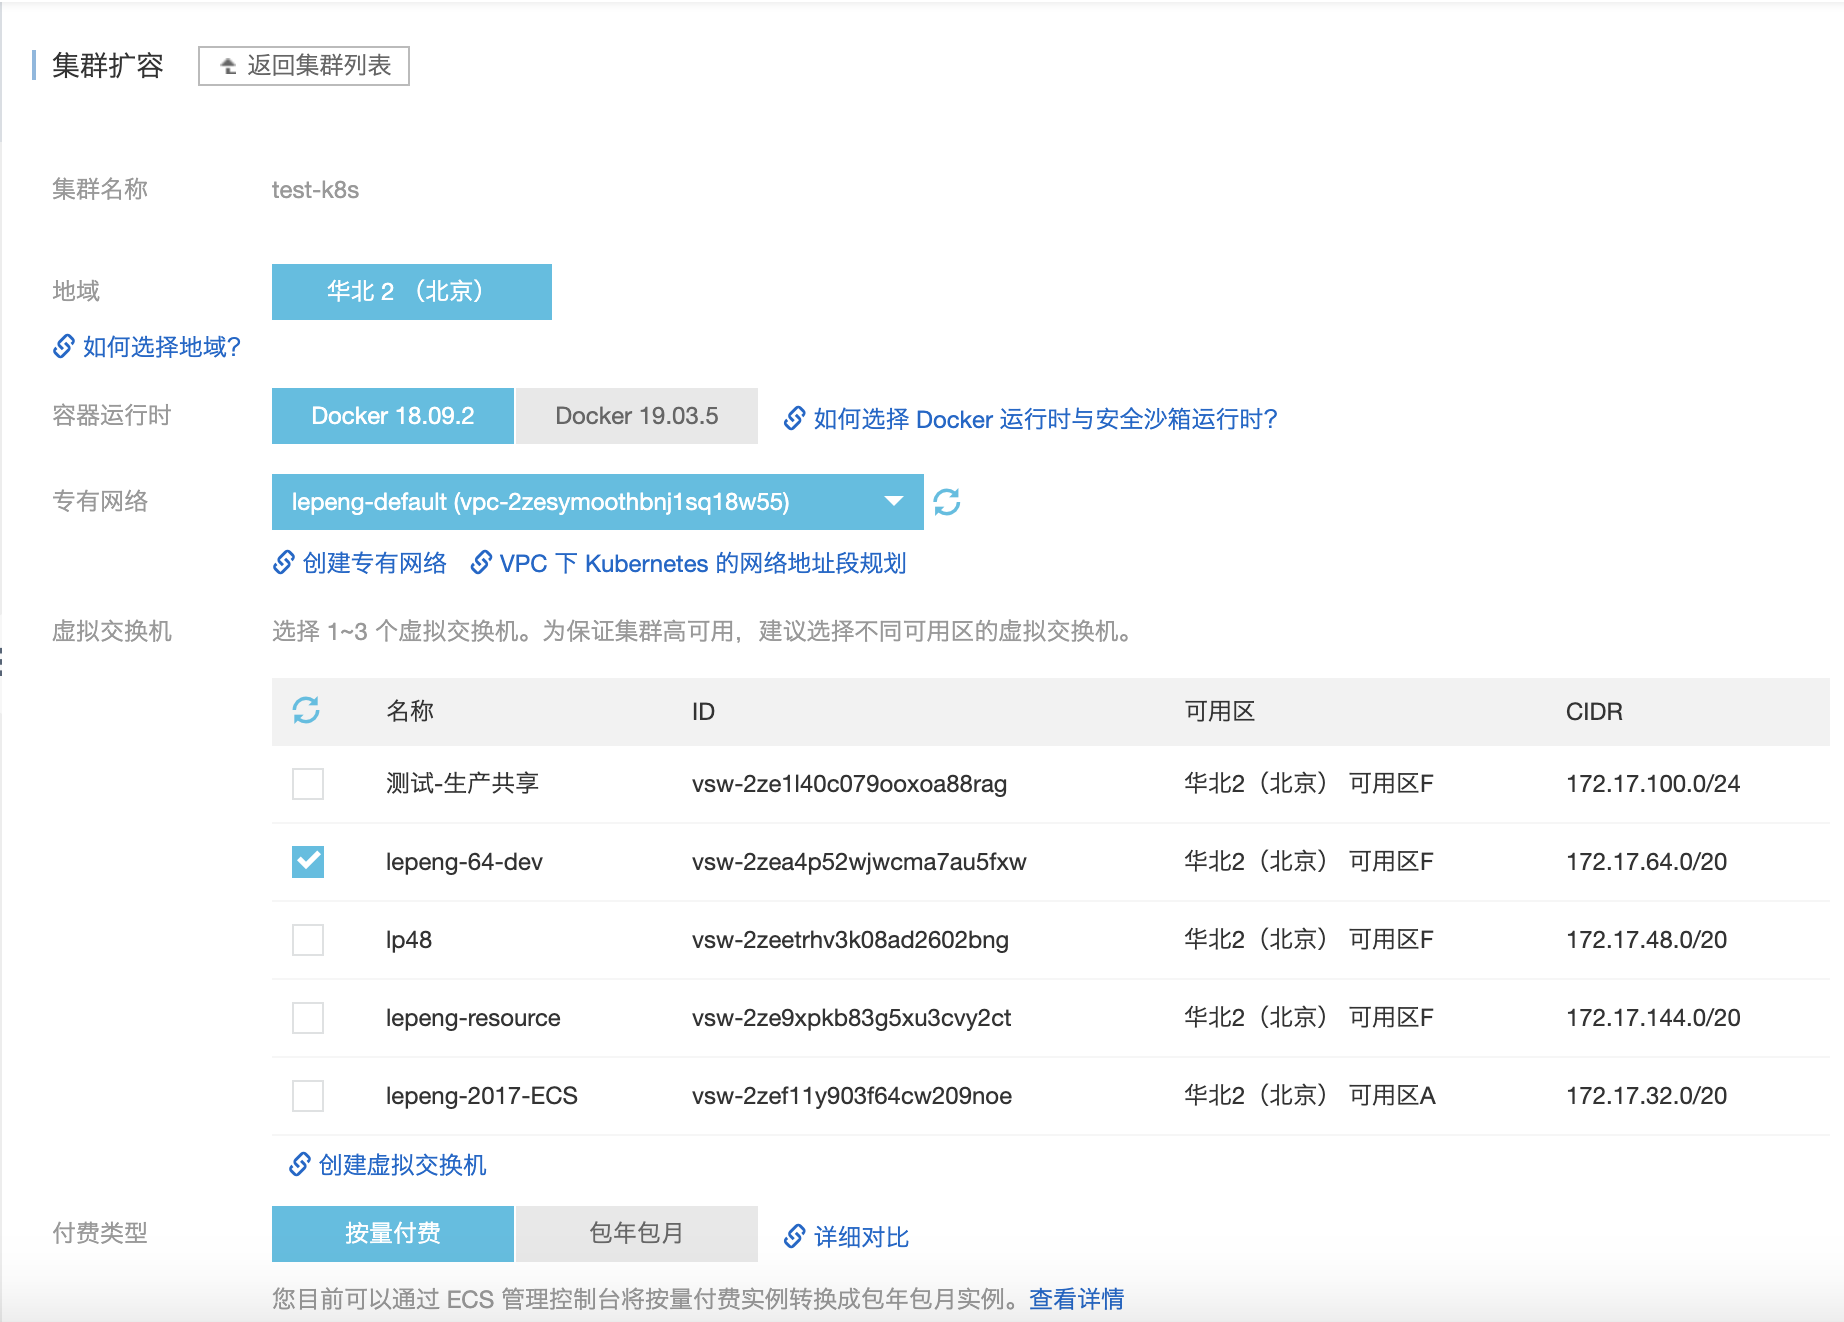 集群扩容 返回集群列表
集群名称 test-k8s
地域 华北 2 （北京）
如何选择地域?
容器运行时 Docker 18.09.2 Docker 19.03.5 如何选择 Docker 运行时与安全沙箱运行时?
专有网络 lepeng-default (vpc-2zesymoothbnj1sq18w55)
创建专有网络 VPC 下 Kubernetes 的网络地址段规划
虚拟交换机 选择 1~3 个虚拟交换机。为保证集群高可用，建议选择不同可用区的虚拟交换机。
名称 ID 可用区 CIDR
测试-生产共享 vsw-2ze1l40c079ooxoa88rag 华北2（北京） 可用区F 172.17.100.0/24
lepeng-64-dev vsw-2zea4p52wjwcma7au5fxw 华北2（北京） 可用区F 172.17.64.0/20
lp48 vsw-2zeetrhv3k08ad2602bng 华北2（北京） 可用区F 172.17.48.0/20
lepeng-resource vsw-2ze9xpkb83g5xu3cvy2ct 华北2（北京） 可用区F 172.17.144.0/20
lepeng-2017-ECS vsw-2zef11y903f64cw209noe 华北2（北京） 可用区A 172.17.32.0/20
创建虚拟交换机
付费类型 按量付费 包年包月 详细对比
您目前可以通过 ECS 管理控制台将按量付费实例转换成包年包月实例。查看详情